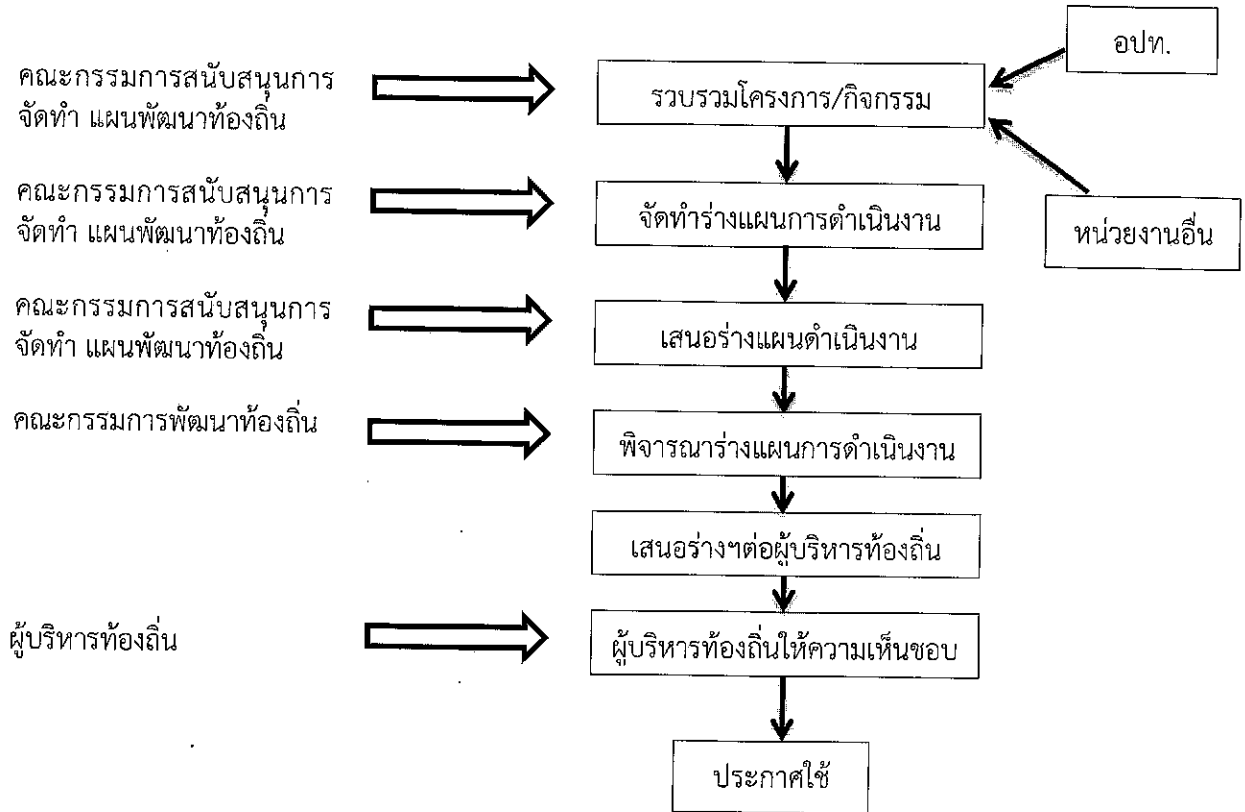 อปท.
คณะกรรมการสนับสนุนการ
จัดทำ แผนพัฒนาท้องถิ่น
รวบรวมโครงการ/กิจกรรม
คณะกรรมการสนับสนุนการ
จัดทำ แผนพัฒนาท้องถิ่น
จัดทำร่างแผนการดำเนินงาน
หน่วยงานอื่น
คณะกรรมการสนับสนุนการ
จัดทำ แผนพัฒนาท้องถิ่น
เสนอร่างแผนดำเนินงาน
คณะกรรมการพัฒนาท้องถิ่น
พิจารณาร่างแผนการดำเนินงาน
เสนอร่างฯต่อผู้บริหารท้องถิ่น
ผู้บริหารท้องถิ่น
ผู้บริหารท้องถิ่นให้ความเห็นชอบ
ประกาศใช้